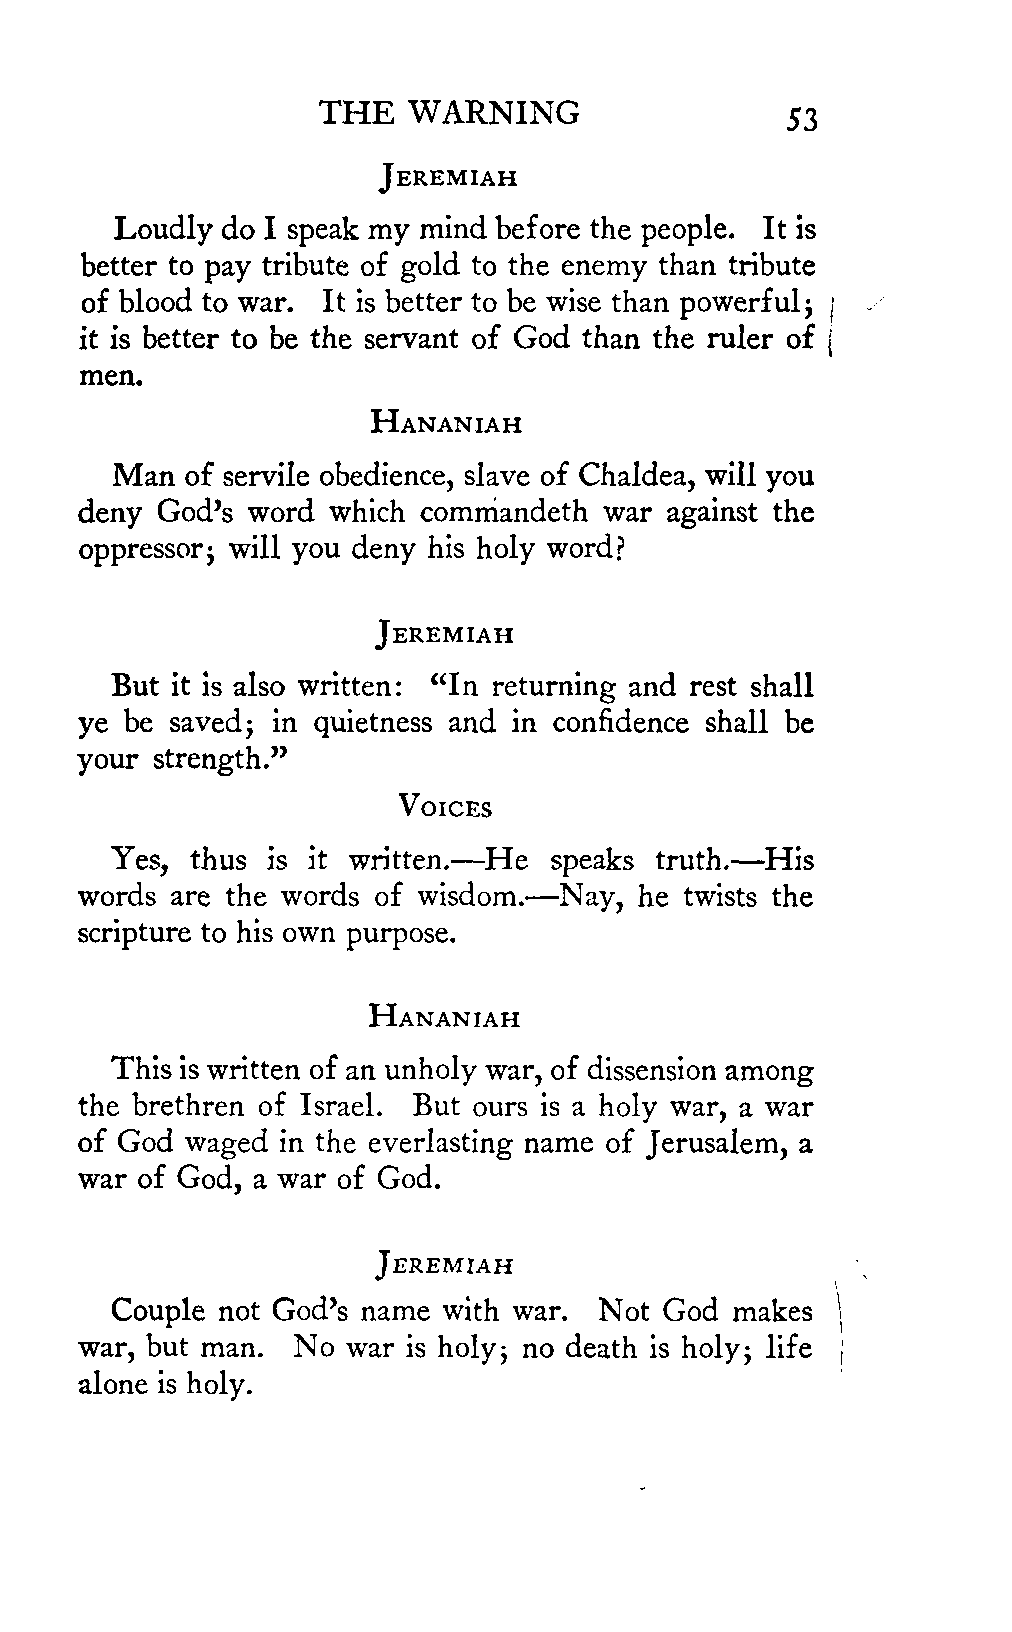 THE WARNING 53
JEREMIAH
Loudly do I speak my mind before the people. It is
better to pay tribute of gold to the enemy than tribute
of blood to war. It is better to be wise than powerful;
it is better to be the servant of God than the ruler of
men.
HANANIAH
Man of servile obedience, slave of Chaldea, will you
deny God's word which commandeth war against the
oppressor; will you deny his holy word?
JEREMIAH
But it is also written: "In returning and rest shall
ye be saved; in quietness and in confidence shall be
your strength."
VOICES
Yes, thus is it written.—He speaks truth.—His
words are the words of wisdom.—Nay, he twists the
scripture to his own purpose.
HANANIAH
This is written of an unholy war, of dissension among
the brethren of Israel. But ours is a holy war, a war
of God waged in the everlasting name of Jerusalem, a
war of God, a war of God.
JEREMIAH
Couple not God's name with war. Not God makes
war, but man. No war is holy; no death is holy; life
alone is holy.